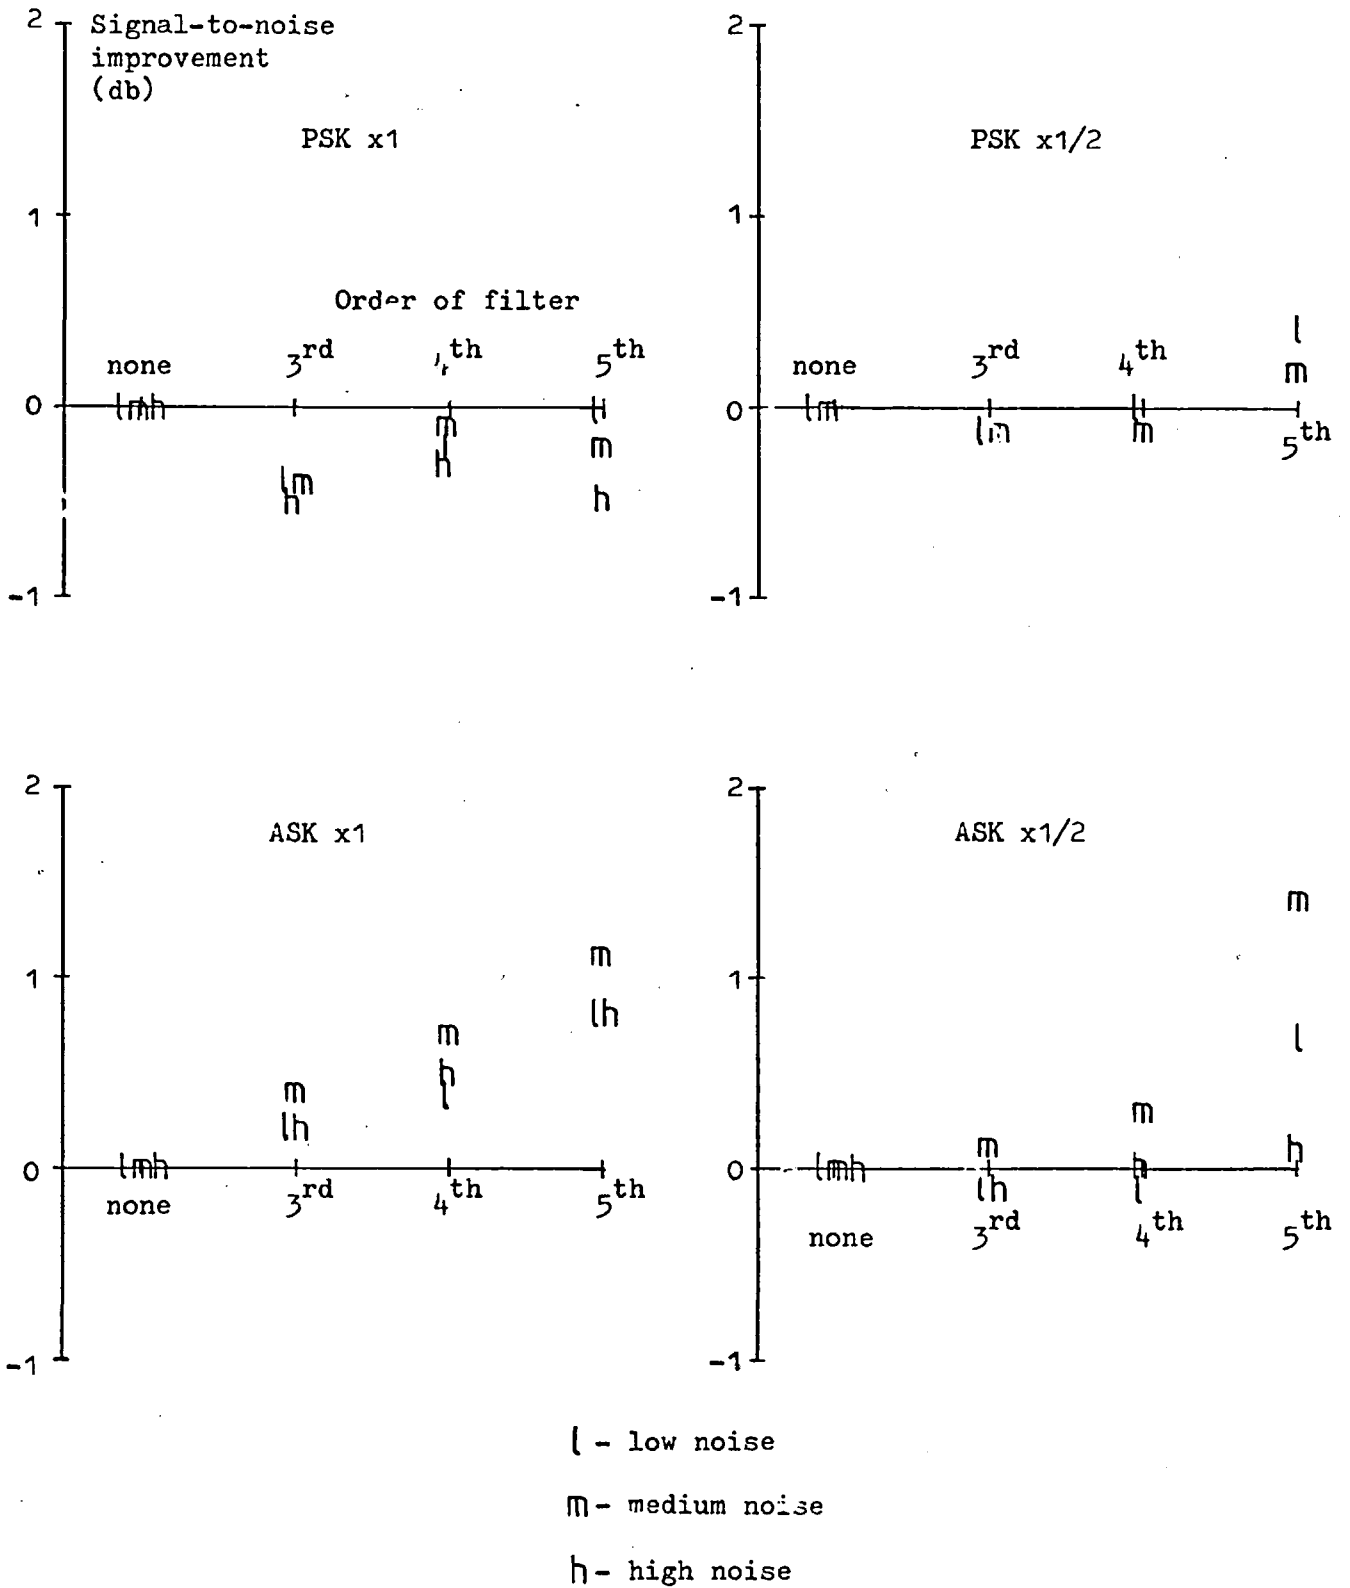 Signal-to-noise
improvement
(db)
2
1
0
-1
PSK x1
Order of filter
none 3rd 4th 5th
l m h
l m
h
m
l
h
l
m
h
2
1
0
-1
PSK x1/2
none 3rd 4th
5th
l m
l m
l
m
l
m
2
1
0
-1
ASK x1
none 3rd 4th 5th
l m h
m
l h
m
h
l
m
l h
2
1
0
-1
ASK x1/2
none 3rd 4th 5th
l m h
m
l h
m
h
l
m
l
h
l - low noise
m - medium noise
h - high noise